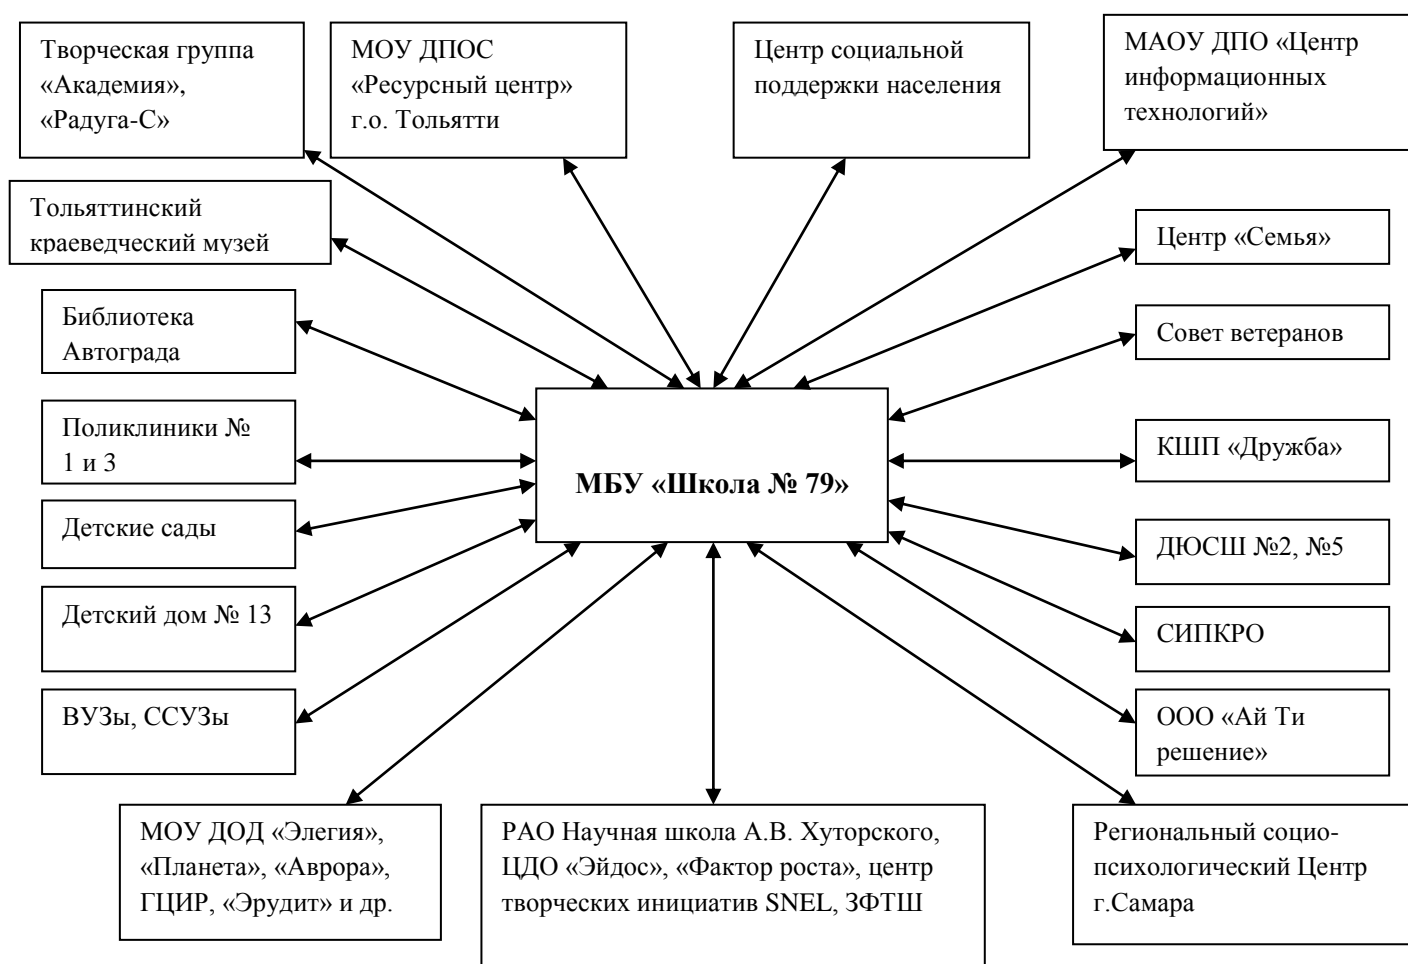 Творческая группа
«Академия»,
«Радуга-С»
МОУ ДПОС
«Ресурсный центр»
г.о. Тольятти
Центр социальной
поддержки населения
МАОУ ДПО «Центр
информационных
технологий»
Тольяттинский
краеведческий музей
Центр «Семья»
Библиотека
Автограда
Совет ветеранов
Поликлиники №
1 и 3
МБУ «Школа № 79»
КШП «Дружба»
Детские сады
ДЮСШ №2, №5
Детский дом № 13
СИПКРО
ВУЗы, ССУЗы
ООО «Ай Ти
решение»
МОУ ДОД «Элегия»,
«Планета», «Аврора»,
ГЦИР, «Эрудит» и др.
РАО Научная школа А.В. Хуторского,
ЦДО «Эйдос», «Фактор роста», центр
творческих инициатив SNEL, ЗФТШ
Региональный социо-
психологический Центр
г.Самара